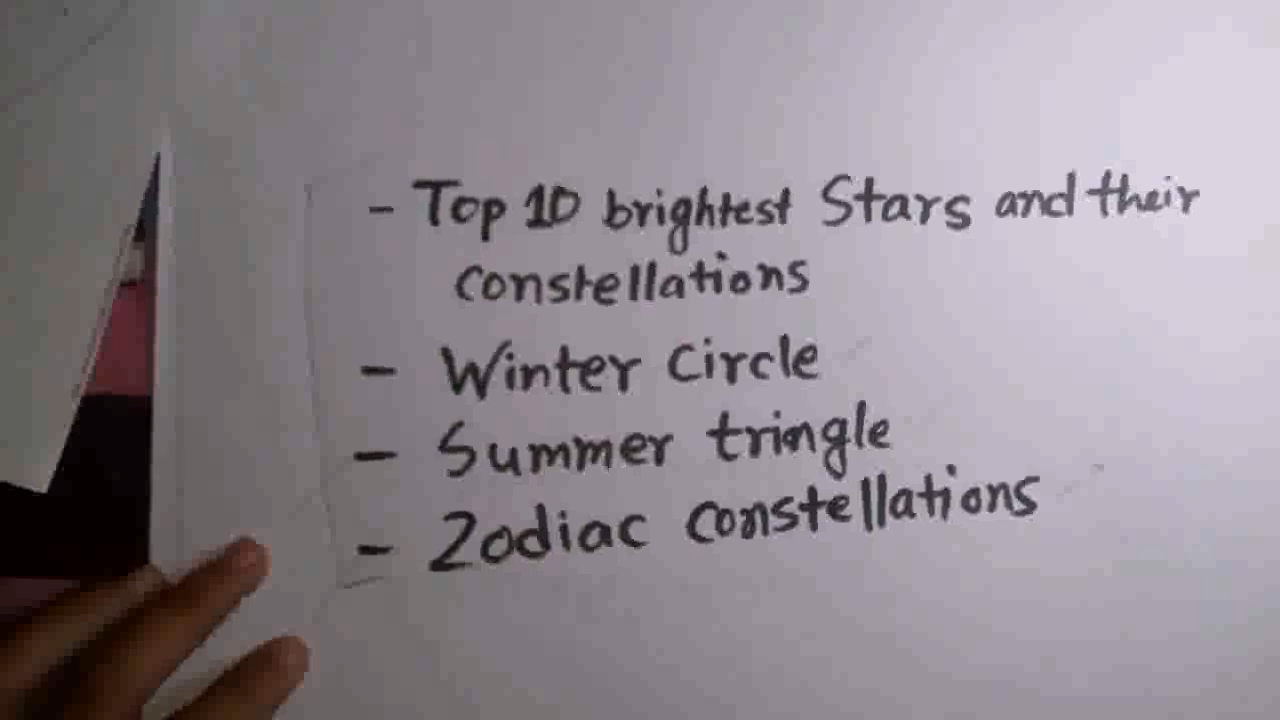 - Top 10 brightest Stars and their
constellations
- Winter Circle
- Summer tringle
- Zodiac constellations